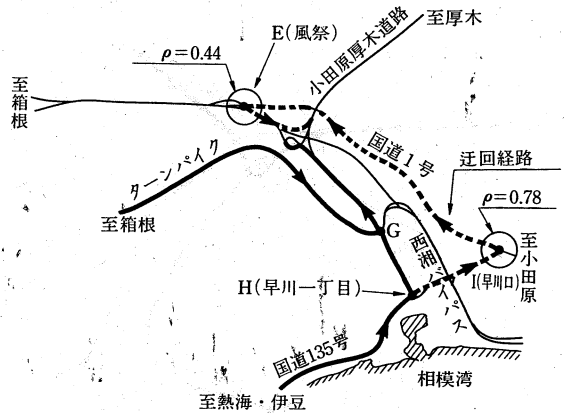 E(風祭)
至厚木
ρ=0.44
小田原厚木道路
至箱根
国道1号
迂回経路
ターンパイク
ρ=0.78
至箱根
G
西湘バイパス
至小田原
I(早川口)
H(早川一丁目)
国道135号
相模湾
至熱海・伊豆